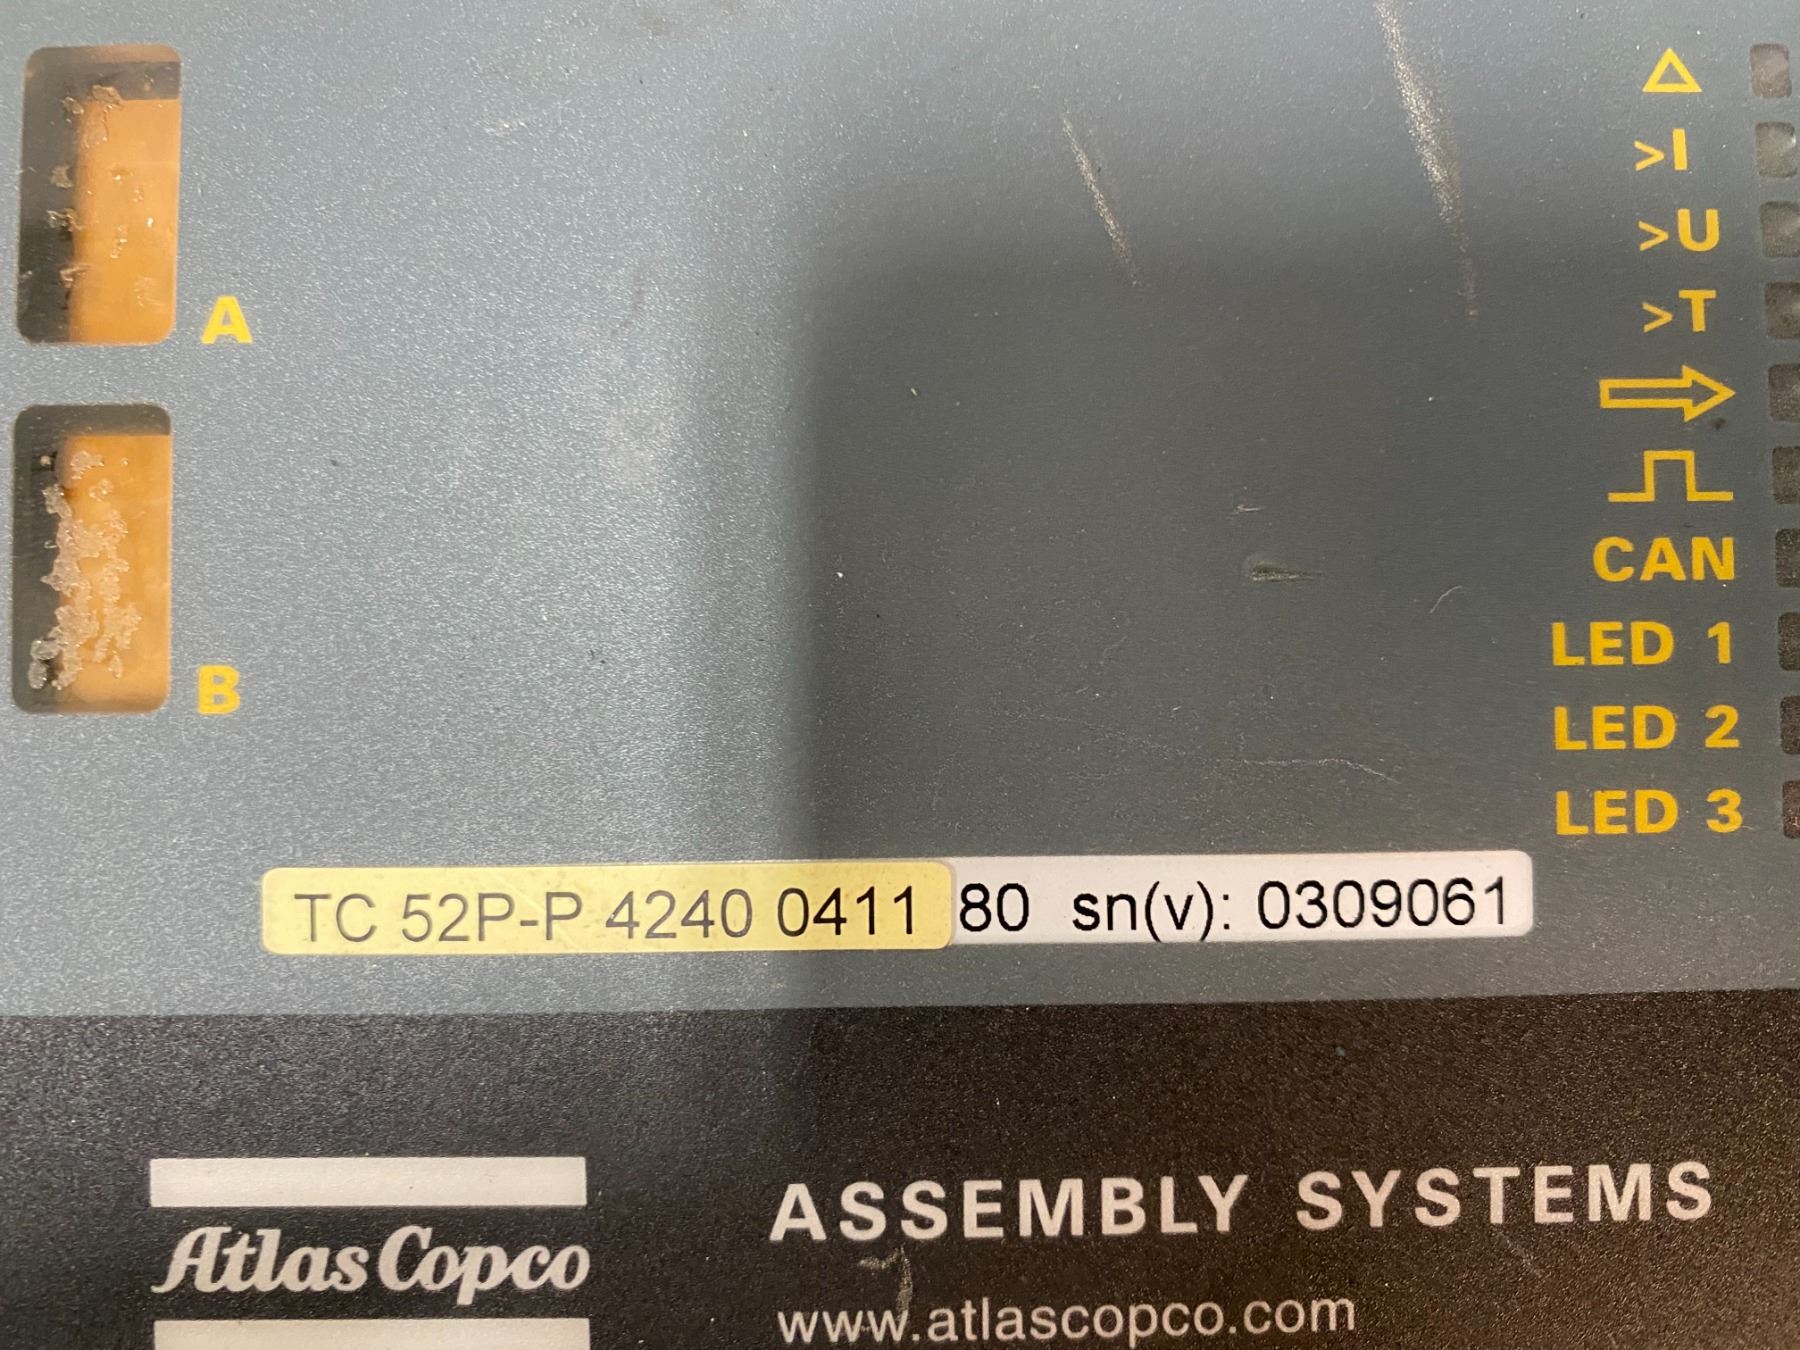 A
B
>I
>U
>T
CAN
LED 1
LED 2
LED 3
TC 52P-P 4240 0411 80 sn(v): 0309061
Atlas Copco
ASSEMBLY SYSTEMS
www.atlascopco.com